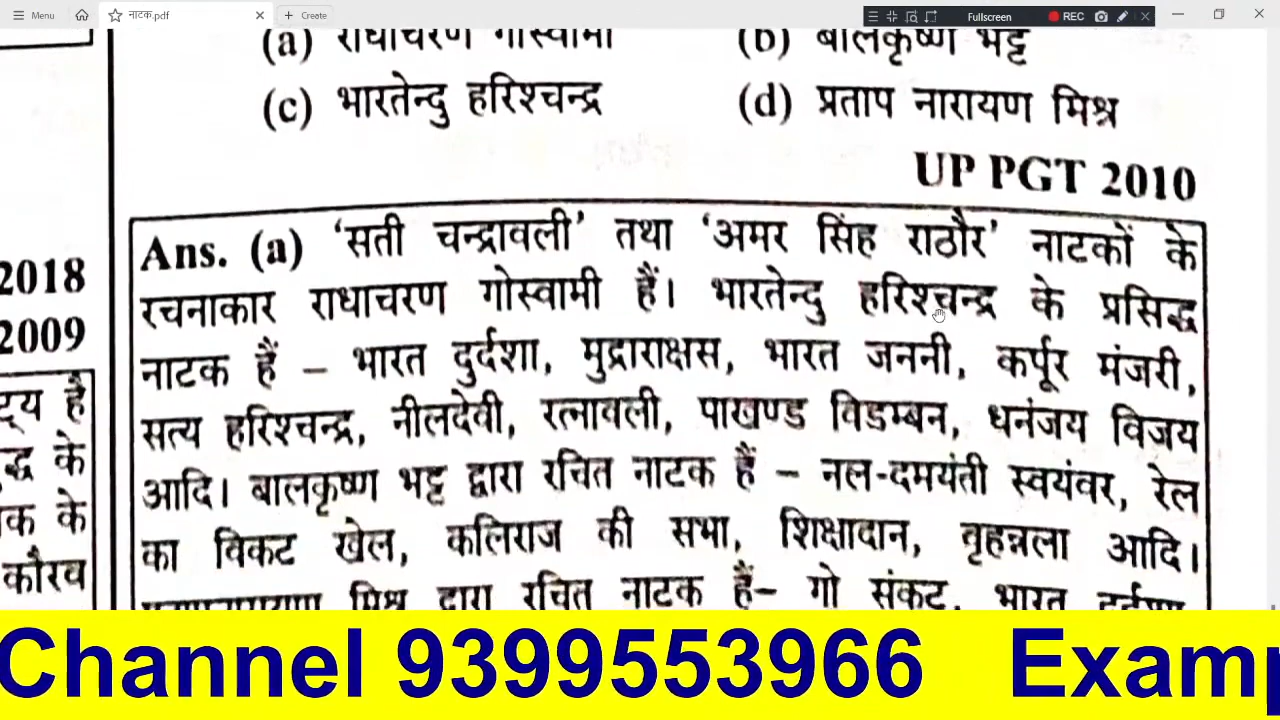 Menu नाटक.pdf × + Create Fullscreen REC
(a) राधाचरण गोस्वामी (b) बालकृष्ण भट्ट
(c) भारतेन्दु हरिश्चन्द्र (d) प्रताप नारायण मिश्र
UP PGT 2010
2018
2009
Ans. (a) ‘सती चन्द्रावली’ तथा ‘अमर सिंह राठौर’ नाटकों के
रचनाकार राधाचरण गोस्वामी हैं। भारतेन्दु हरिश्चन्द्र के प्रसिद्ध
नाटक हैं – भारत दुर्दशा, मुद्राराक्षस, भारत जननी, कर्पूर मंजरी,
सत्य हरिश्चन्द्र, नीलदेवी, रत्नावली, पाखण्ड विडम्बन, धनंजय विजय
आदि। बालकृष्ण भट्ट द्वारा रचित नाटक हैं – नल-दमयंती स्वयंवर, रेल
का विकट खेल, कलिराज की सभा, शिक्षादान, वृहन्नला आदि।
मिश्र द्वारा रचित नाटक हैं– गो संकट, भारत
है
के
के
कौरव
Channel 9399553966 Examp